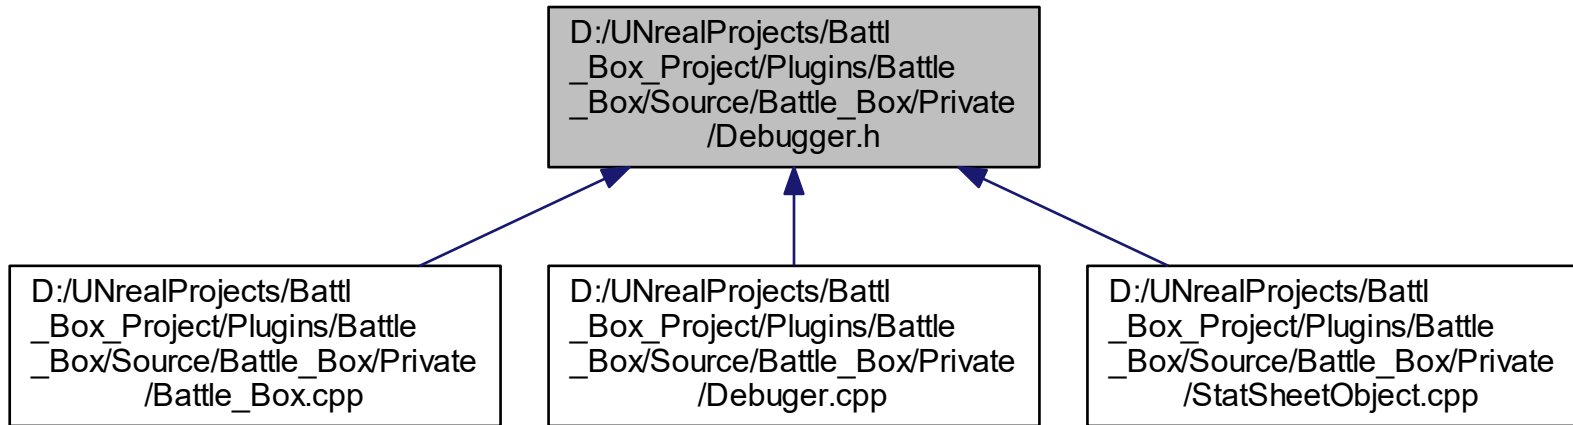 D:/UNrealProjects/Battl
_Box_Project/Plugins/Battle
_Box/Source/Battle_Box/Private
/Debugger.h
D:/UNrealProjects/Battl
_Box_Project/Plugins/Battle
_Box/Source/Battle_Box/Private
/Battle_Box.cpp
D:/UNrealProjects/Battl
_Box_Project/Plugins/Battle
_Box/Source/Battle_Box/Private
/Debuger.cpp
D:/UNrealProjects/Battl
_Box_Project/Plugins/Battle
_Box/Source/Battle_Box/Private
/StatSheetObject.cpp